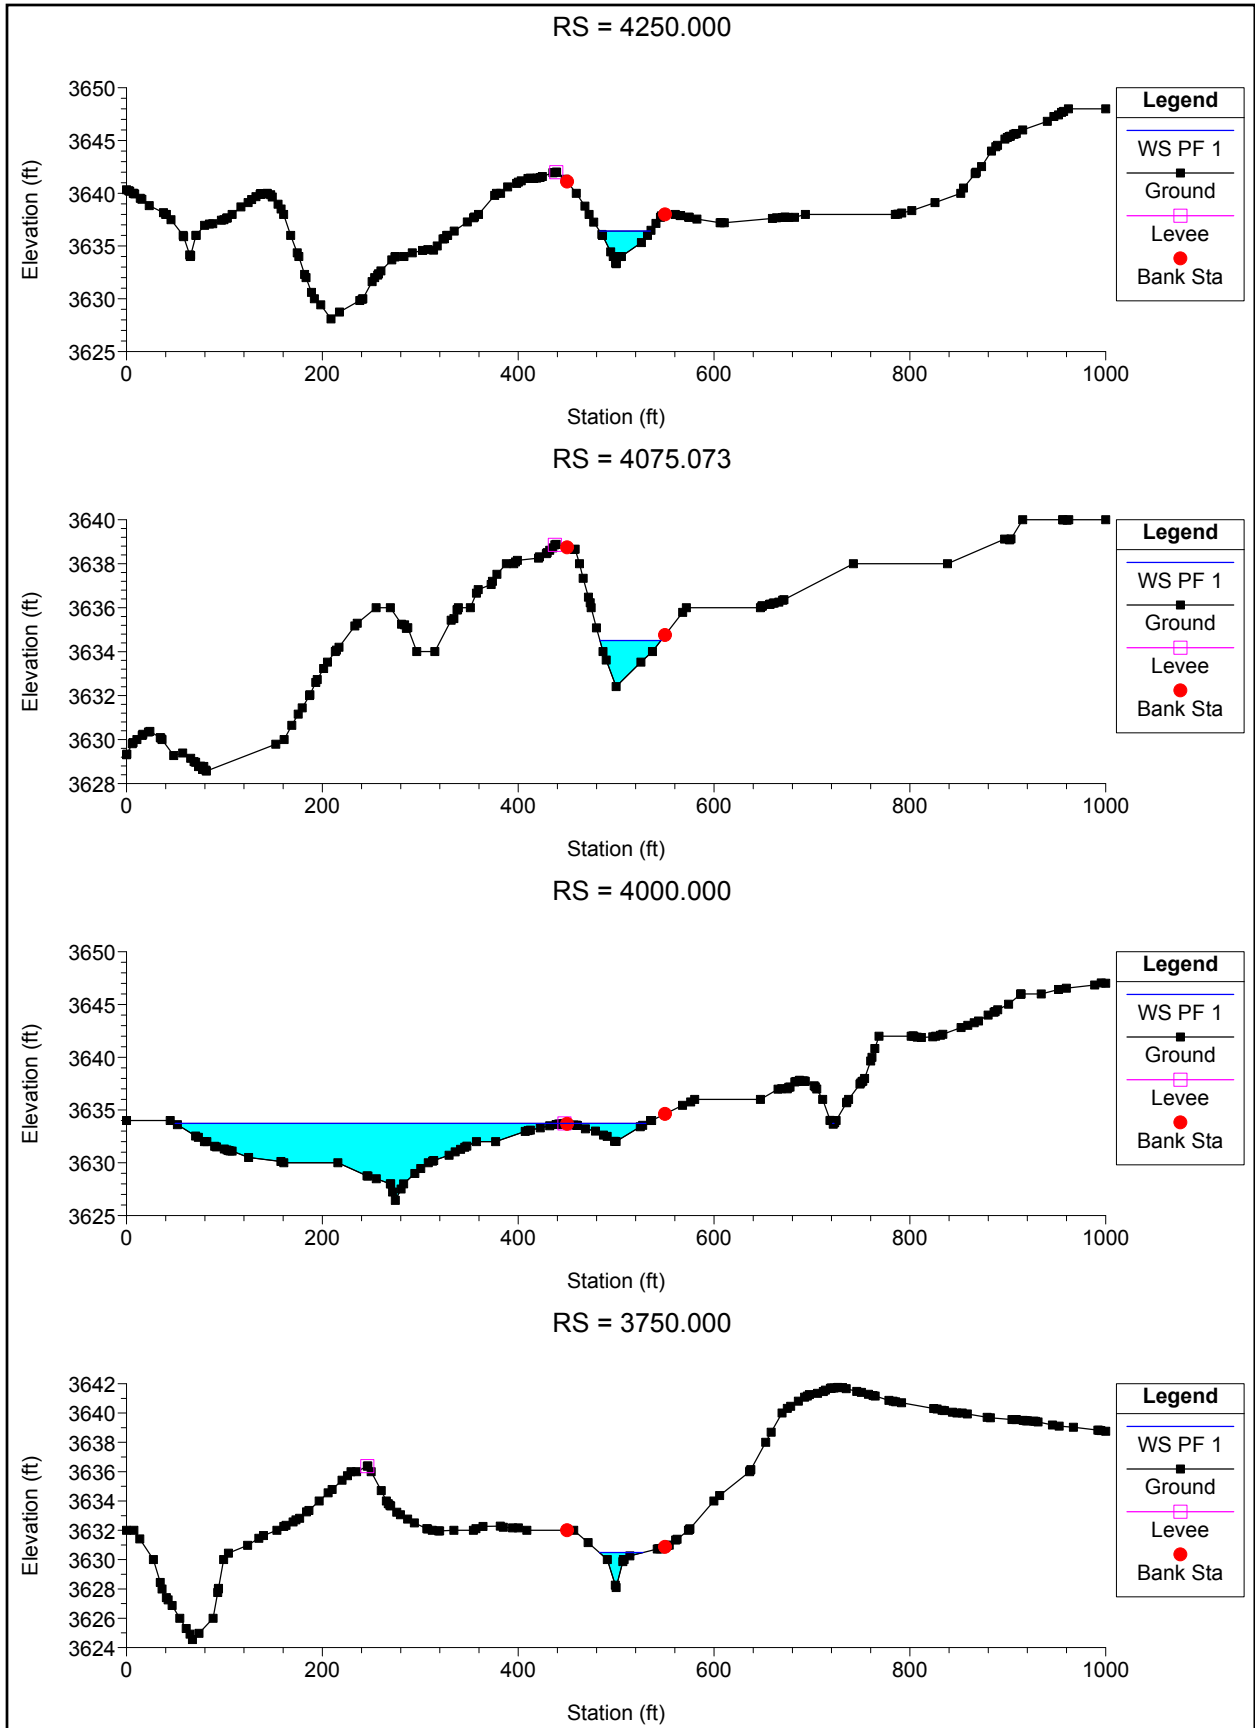 RS = 4250.000
3650
3645
3640
3635
3630
3625
Elevation (ft)
0 200 400 600 800 1000
Station (ft)
Legend
WS PF 1
Ground
Levee
Bank Sta
RS = 4075.073
3640
3638
3636
3634
3632
3630
3628
Elevation (ft)
0 200 400 600 800 1000
Station (ft)
Legend
WS PF 1
Ground
Levee
Bank Sta
RS = 4000.000
3650
3645
3640
3635
3630
3625
Elevation (ft)
0 200 400 600 800 1000
Station (ft)
Legend
WS PF 1
Ground
Levee
Bank Sta
RS = 3750.000
3642
3640
3638
3636
3634
3632
3630
3628
3626
3624
Elevation (ft)
0 200 400 600 800 1000
Station (ft)
Legend
WS PF 1
Ground
Levee
Bank Sta